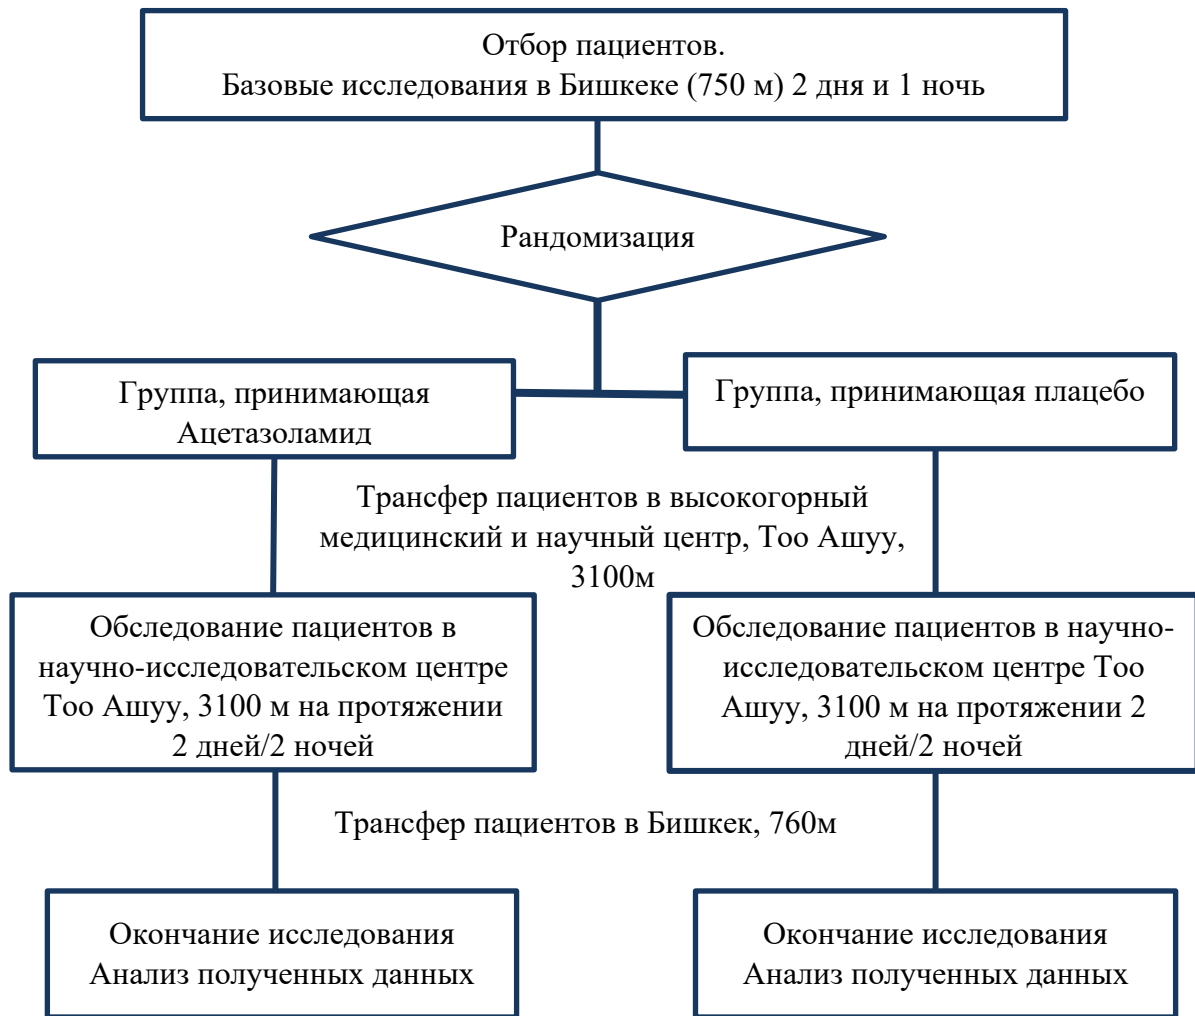 Отбор пациентов.
Базовые исследования в Бишкеке (750 м) 2 дня и 1 ночь
Рандомизация
Группа, принимающая
Ацетазоламид
Группа, принимающая плацебо
Трансфер пациентов в высокогорный
медицинский и научный центр, Тоо Ашуу,
3100м
Обследование пациентов в
научно-исследовательском центре
Тоо Ашуу, 3100 м на протяжении
2 дней/2 ночей
Обследование пациентов в научно-
исследовательском центре Тоо
Ашуу, 3100 м на протяжении 2
дней/2 ночей
Трансфер пациентов в Бишкек, 760м
Окончание исследования
Анализ полученных данных
Окончание исследования
Анализ полученных данных